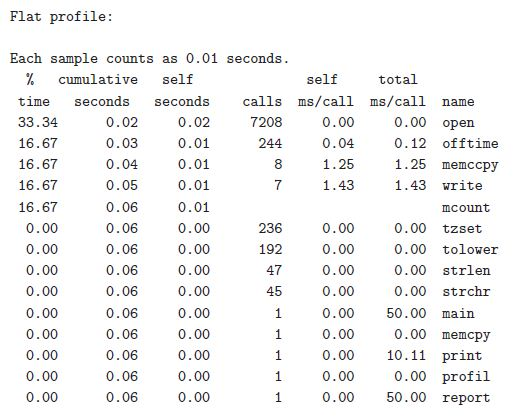 Flat profile:
Each sample counts as 0.01 seconds.
% cumulative self self total
time seconds seconds calls ms/call ms/call name
33.34 0.02 0.02 7208 0.00 0.00 open
16.67 0.03 0.01 244 0.04 0.12 offtime
16.67 0.04 0.01 8 1.25 1.25 memccpy
16.67 0.05 0.01 7 1.43 1.43 write
16.67 0.06 0.01 mcount
0.00 0.06 0.00 236 0.00 0.00 tzset
0.00 0.06 0.00 192 0.00 0.00 tolower
0.00 0.06 0.00 47 0.00 0.00 strlen
0.00 0.06 0.00 45 0.00 0.00 strchr
0.00 0.06 0.00 1 0.00 50.00 main
0.00 0.06 0.00 1 0.00 0.00 memcpy
0.00 0.06 0.00 1 0.00 10.11 print
0.00 0.06 0.00 1 0.00 0.00 profil
0.00 0.06 0.00 1 0.00 50.00 report